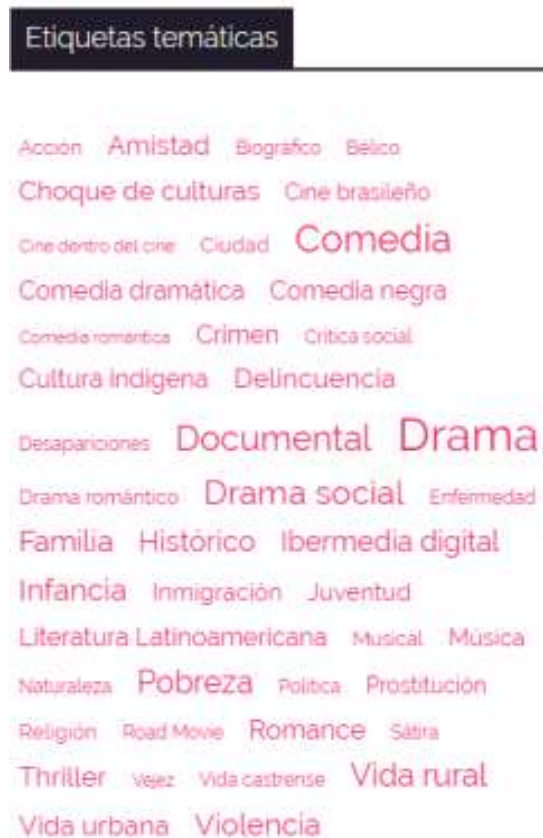 Etiquetas temáticas
Acción Amistad Biográfico Bélico
Choque de culturas Cine brasileño
Cine dentro del cine Ciudad Comedia
Comedia dramática Comedia negra
Comedia romántica Crimen Crítica social
Cultura Indígena Delincuencia
Desapariciones Documental Drama
Drama romántico Drama social Enfermedad
Familia Histórico Ibermedia digital
Infancia Inmigración Juventud
Literatura Latinoamericana Musical Música
Naturaleza Pobreza Política Prostitución
Religión Road Movie Romance Sátira
Thriller Vejez Vida castrense Vida rural
Vida urbana Violencia